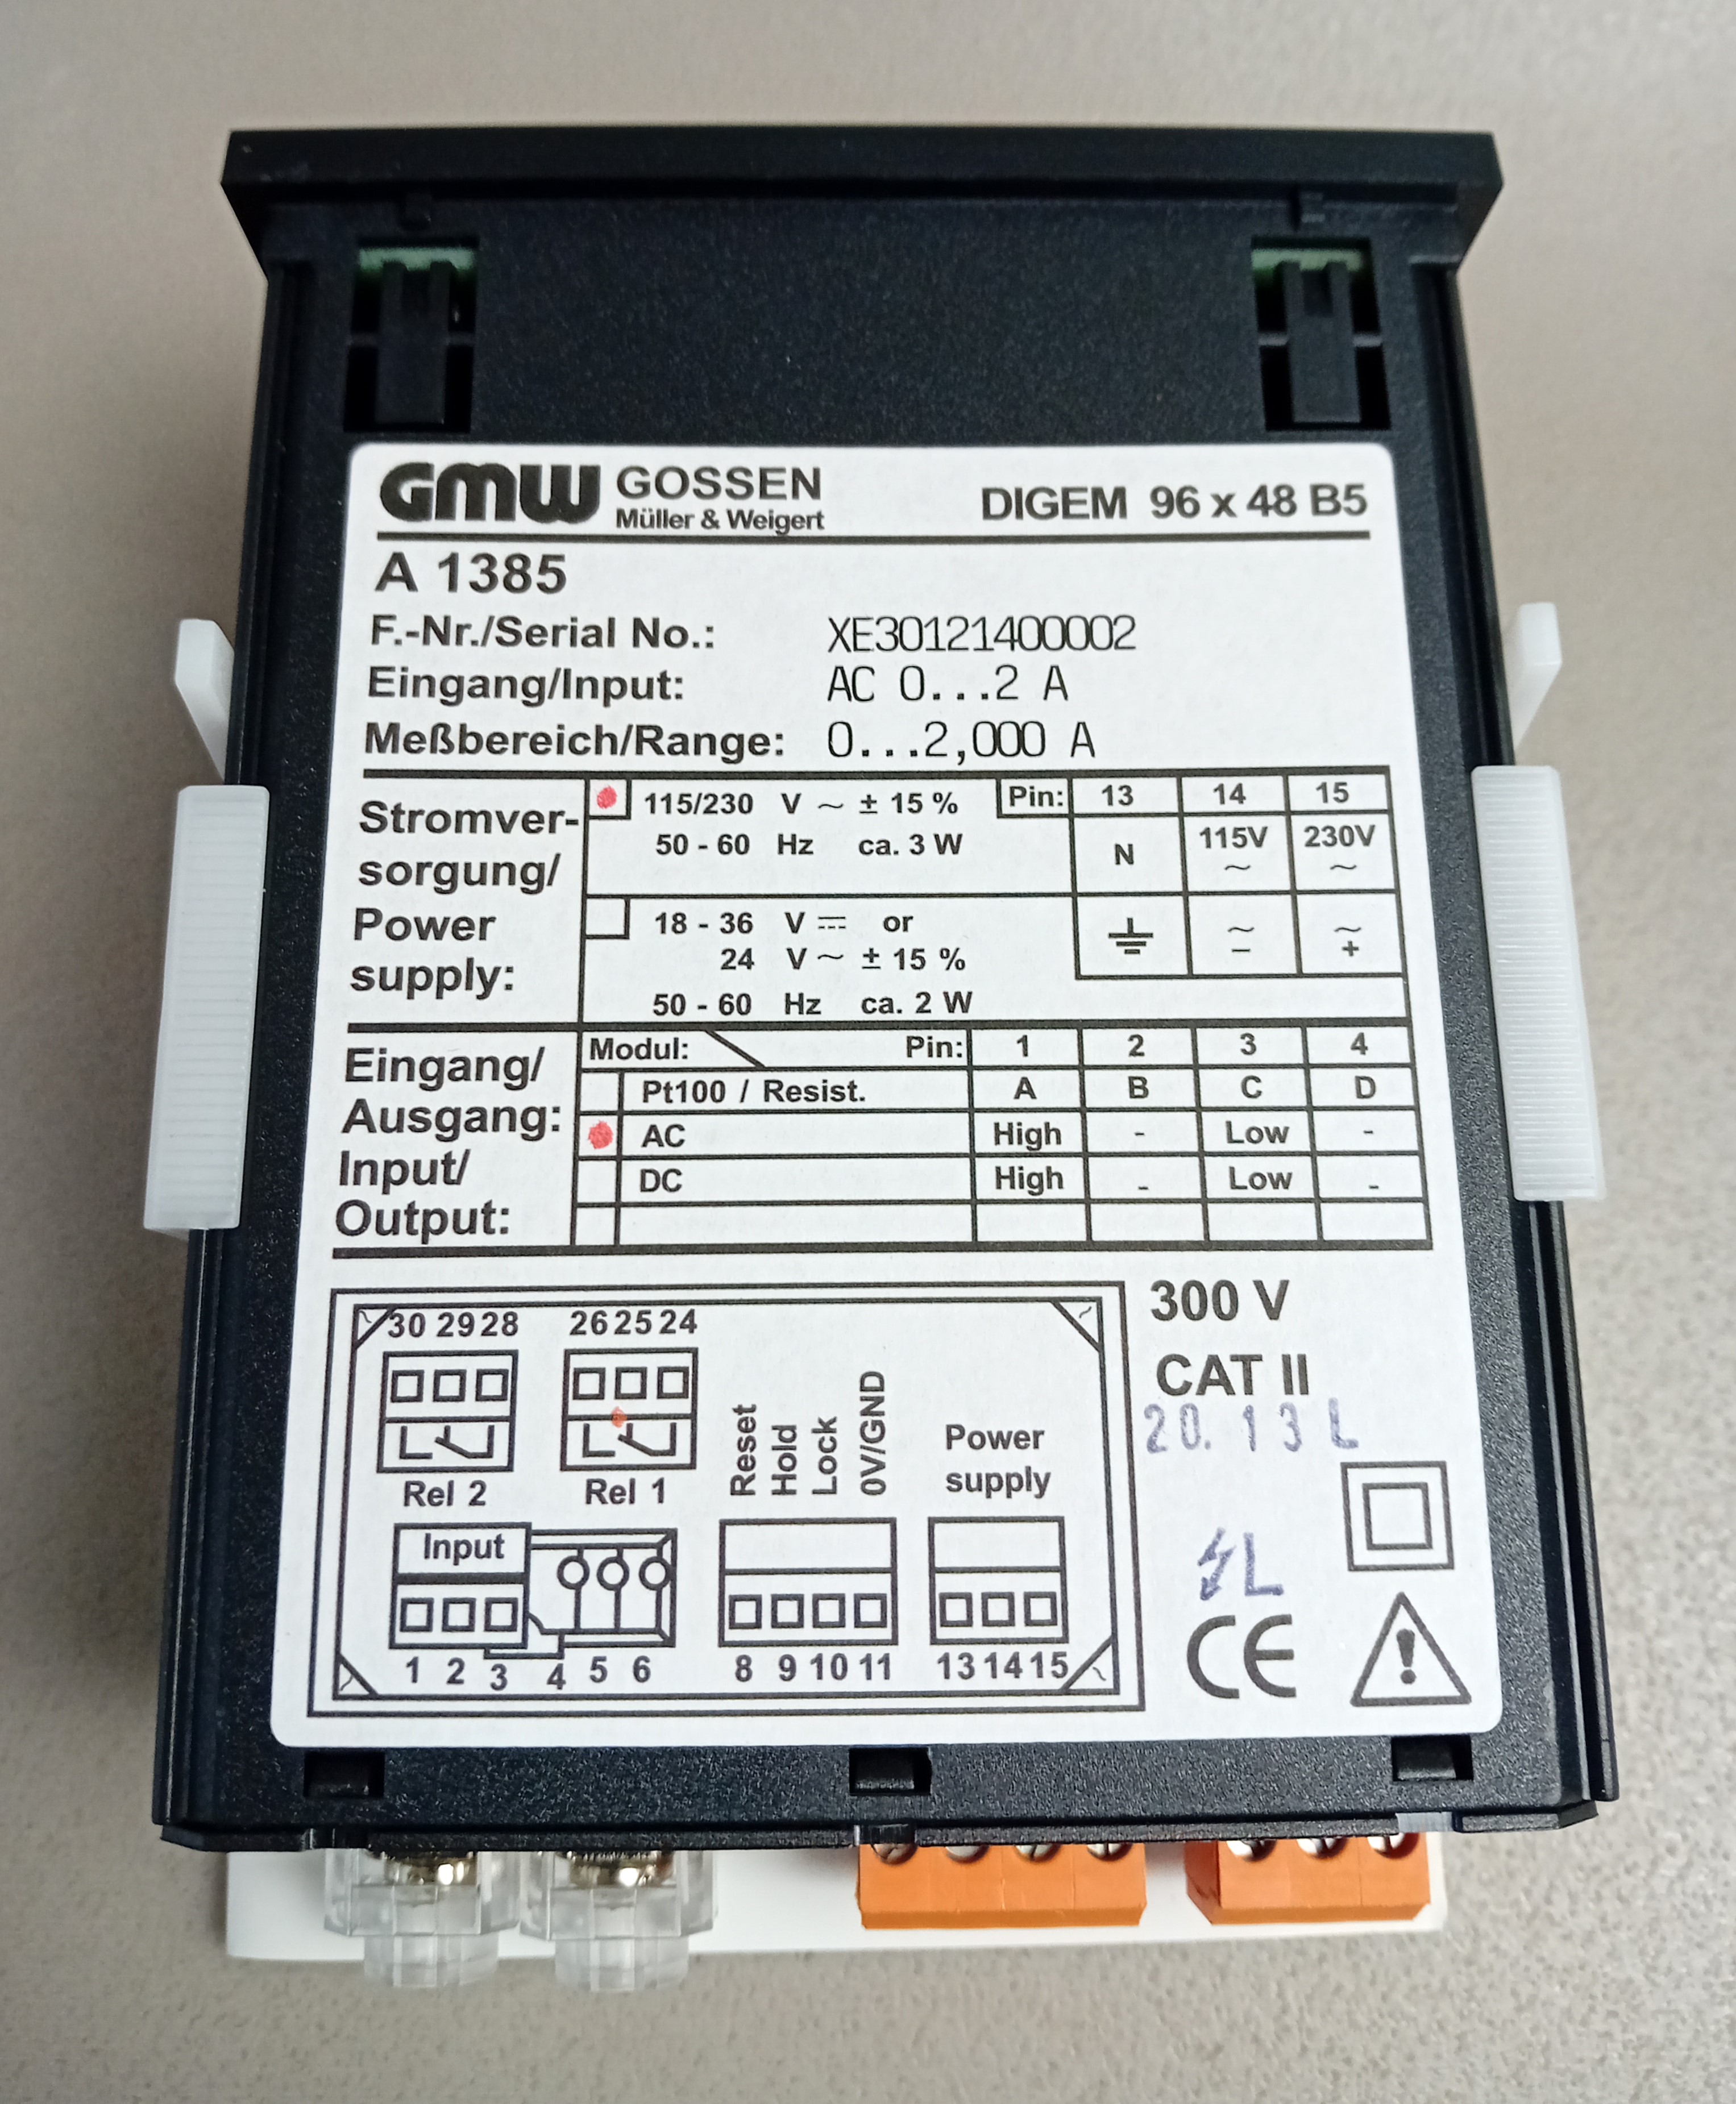 GMW GOSSEN
Müller & Weigert
DIGEM 96 x 48 B5
A 1385
F.-Nr./Serial No.: XE30121400002
Eingang/Input: AC 0...2 A
Meßbereich/Range: 0...2,000 A
Stromver-
sorgung/
Power
supply:
115/230 V ~ ± 15 %
50 - 60 Hz ca. 3 W
18 - 36 V ⎓ or
24 V ~ ± 15 %
50 - 60 Hz ca. 2 W
Pin: 13 14 15
N 115V ~ 230V ~
⏚ ~ − ~ +
Eingang/
Ausgang:
Input/
Output:
Modul: Pin: 1 2 3 4
Pt100 / Resist. A B C D
AC High - Low -
DC High - Low -
30 29 28 26 25 24
Rel 2 Rel 1
Reset
Hold
Lock
0V/GND
Power
supply
Input
1 2 3 4 5 6 8 9 10 11 13 14 15
300 V
CAT II
20. 13 L
L
CE
!